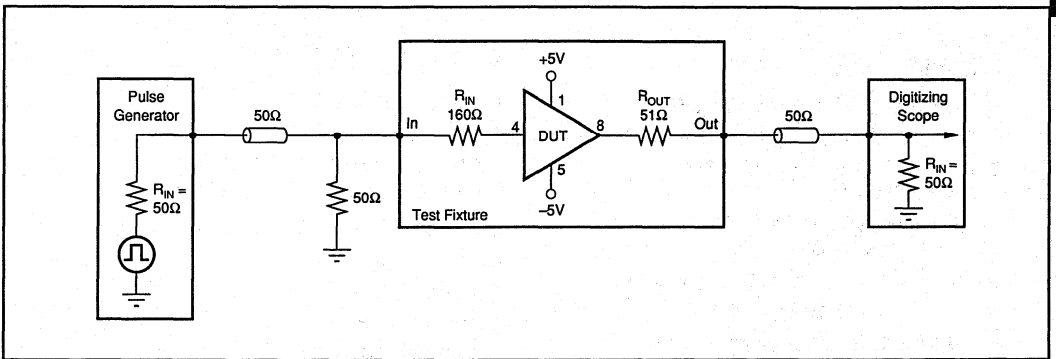 Pulse
Generator
R_IN =
50Ω
50Ω
50Ω
In
R_IN
160Ω
4
DUT
+5V
1
5
–5V
8
R_OUT
51Ω
Out
Test Fixture
50Ω
Digitizing
Scope
R_IN =
50Ω